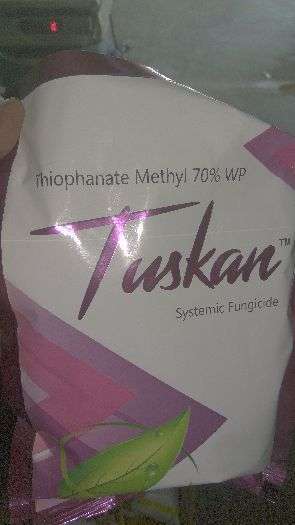 Thiophanate Methyl 70% WP
Tuskan™
Systemic Fungicide